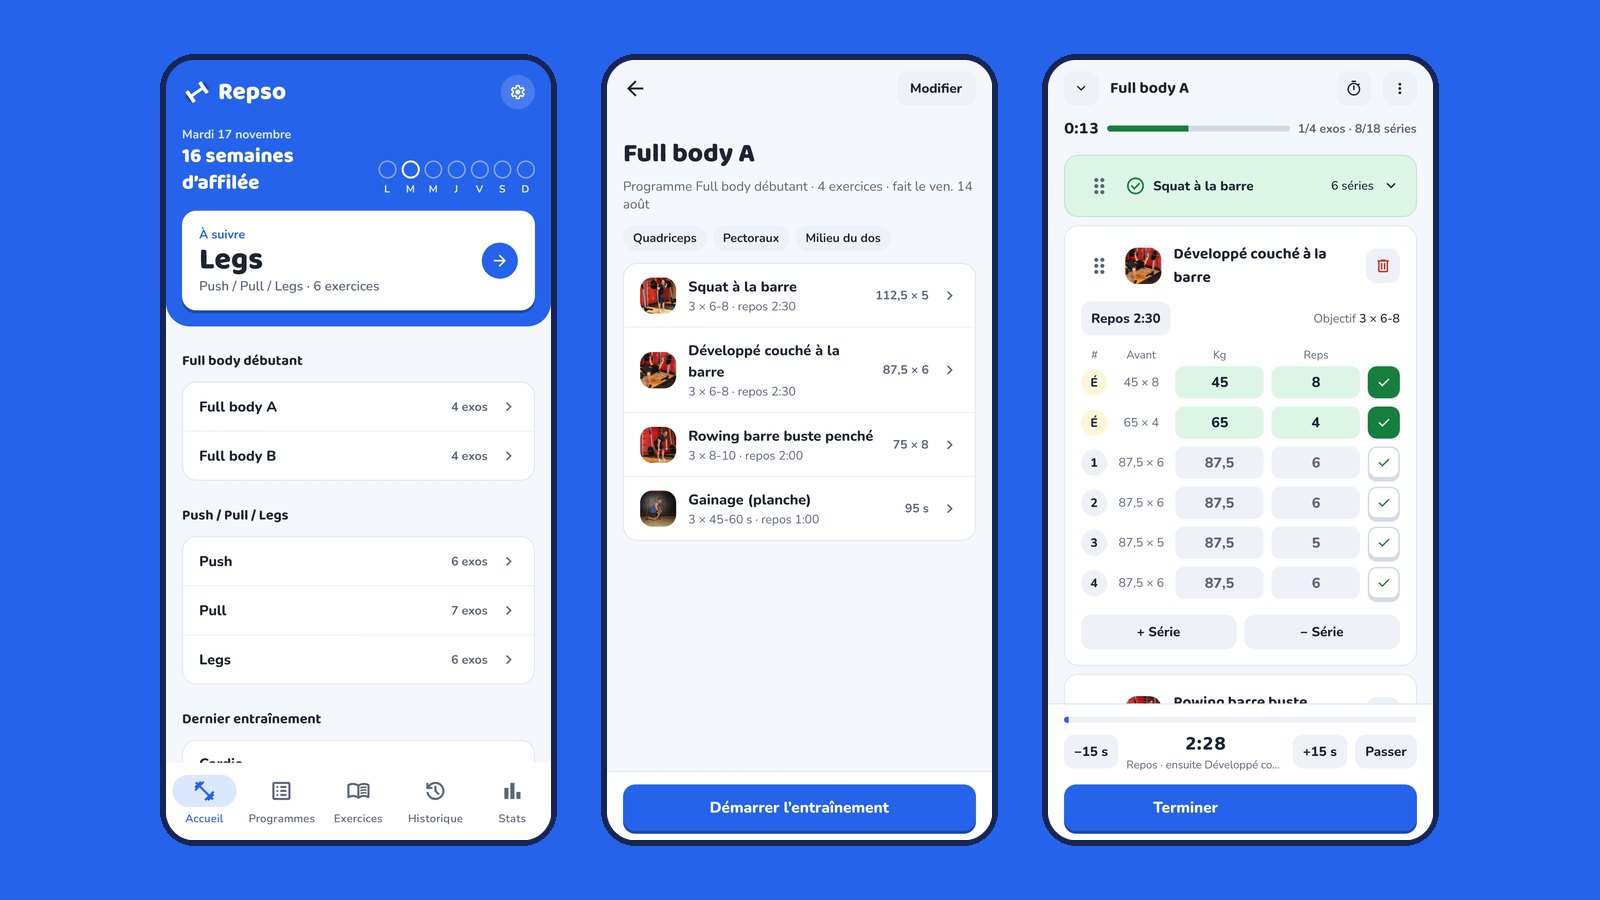 Repso
Mardi 17 novembre
16 semaines
d'affilée
L M M J V S D
À suivre
Legs
Push / Pull / Legs · 6 exercices
Full body débutant
Full body A 4 exos
Full body B 4 exos
Push / Pull / Legs
Push 6 exos
Pull 7 exos
Legs 6 exos
Dernier entraînement
Cardio
Accueil Programmes Exercices Historique Stats
Modifier
Full body A
Programme Full body débutant · 4 exercices · fait le ven. 14
août
Quadriceps Pectoraux Milieu du dos
Squat à la barre
3 × 6-8 · repos 2:30
112,5 × 5
Développé couché à la
barre
3 × 6-8 · repos 2:30
87,5 × 6
Rowing barre buste penché
3 × 8-10 · repos 2:00
75 × 8
Gainage (planche)
3 × 45-60 s · repos 1:00
95 s
Démarrer l'entraînement
Full body A
0:13 1/4 exos · 8/18 séries
Squat à la barre 6 séries
Développé couché à la
barre
Repos 2:30 Objectif 3 × 6-8
# Avant Kg Reps
É 45 × 8 45 8
É 65 × 4 65 4
1 87,5 × 6 87,5 6
2 87,5 × 6 87,5 6
3 87,5 × 5 87,5 5
4 87,5 × 6 87,5 6
+ Série − Série
Rowing barre buste
−15 s 2:28 +15 s Passer
Repos · ensuite Développé co...
Terminer